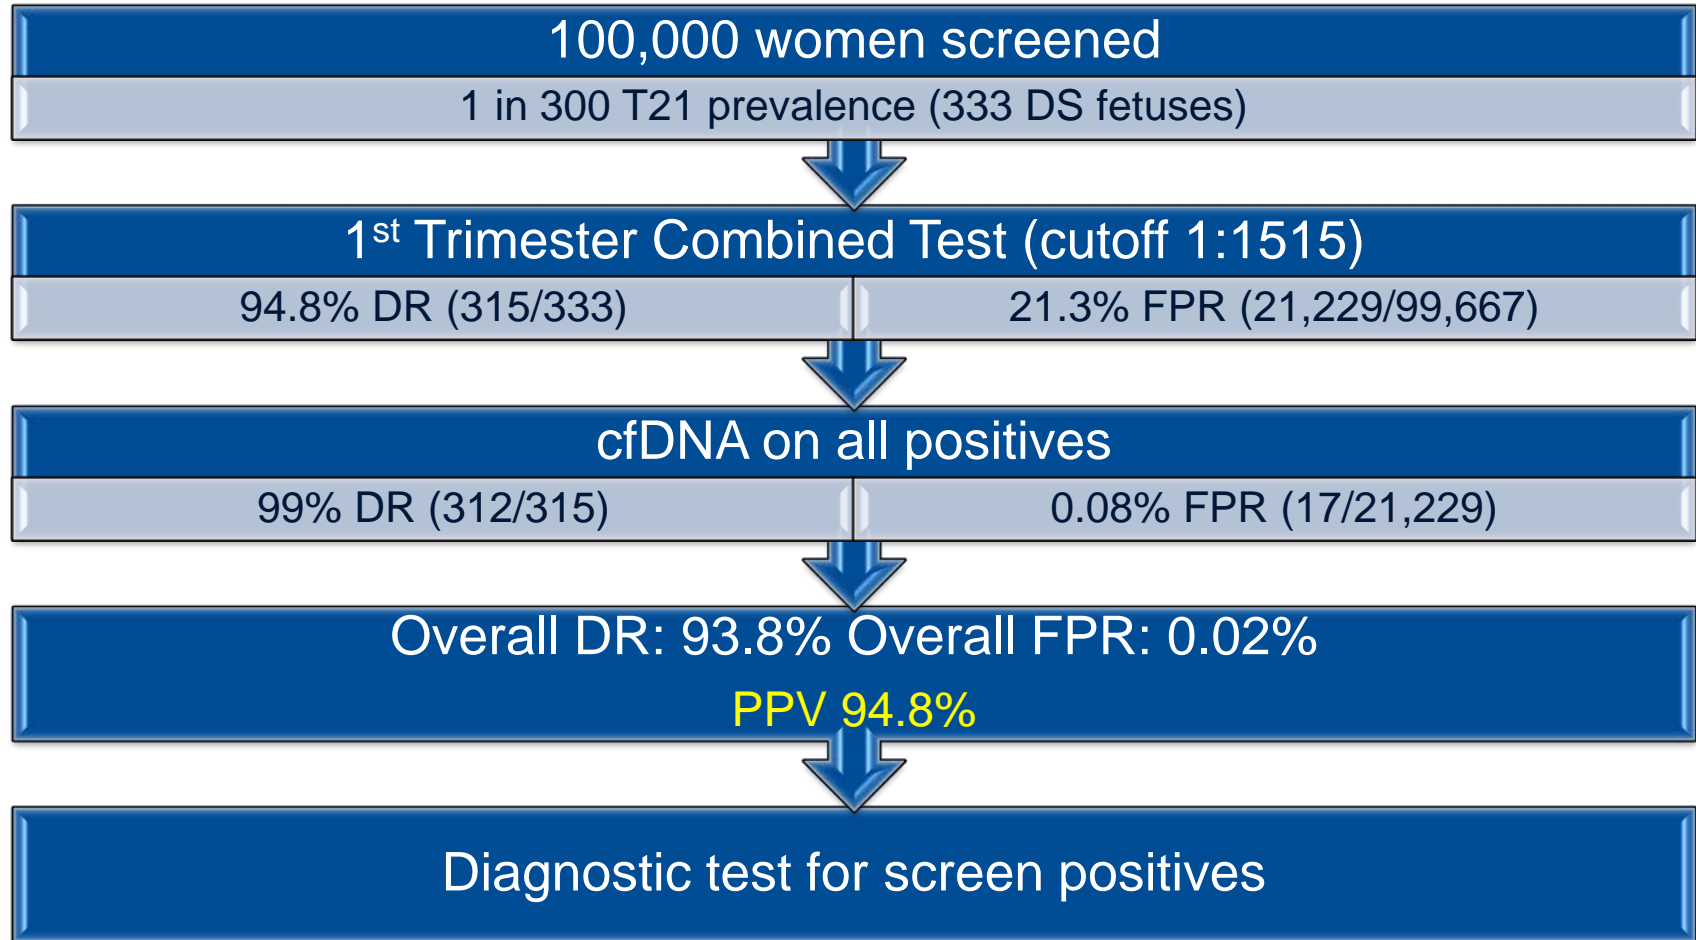 100,000 women screened
1 in 300 T21 prevalence (333 DS fetuses)
1st Trimester Combined Test (cutoff 1:1515)
94.8% DR (315/333)
21.3% FPR (21,229/99,667)
cfDNA on all positives
99% DR (312/315)
0.08% FPR (17/21,229)
Overall DR: 93.8% Overall FPR: 0.02%
PPV 94.8%
Diagnostic test for screen positives